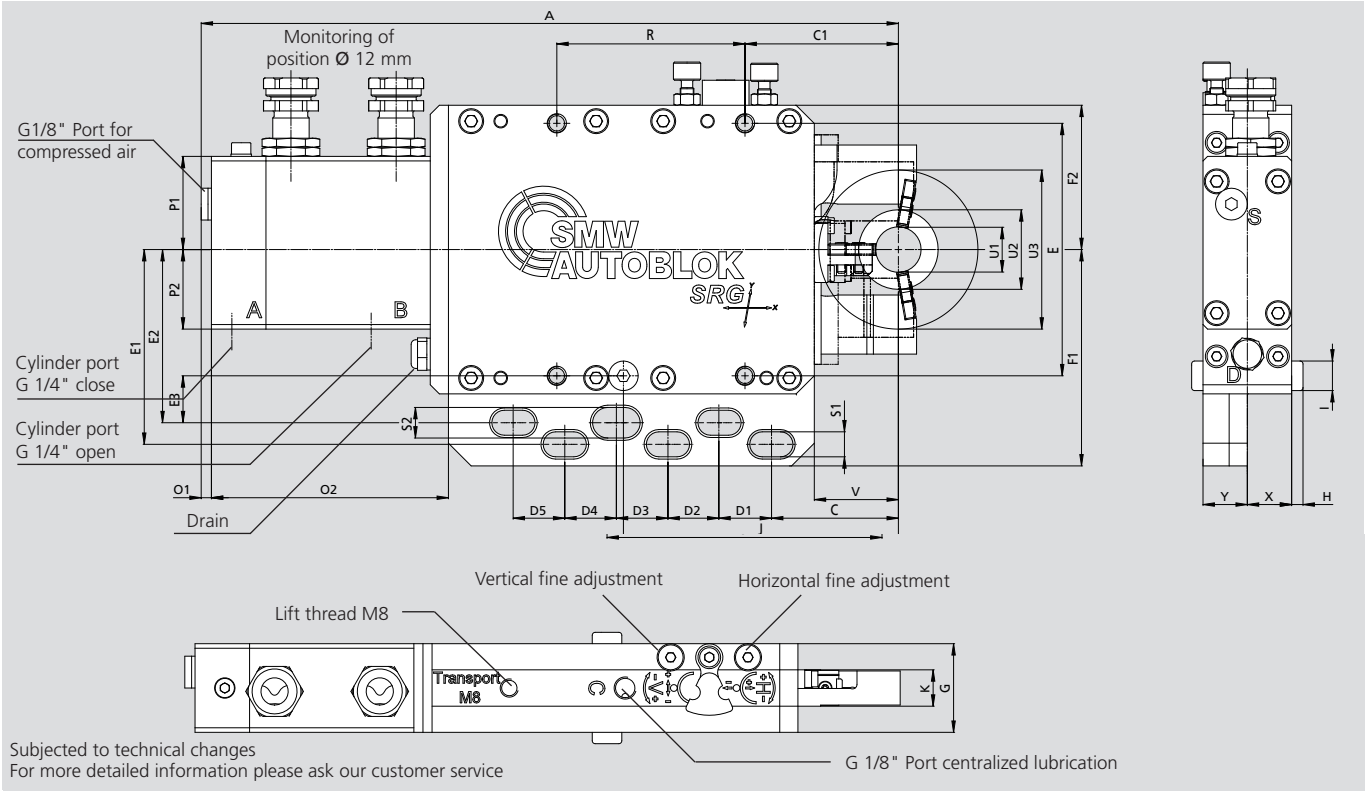 A
Monitoring of
position Ø 12 mm
R
C1
G1/8" Port for
compressed air
P1
F2
S
SMW
AUTOBLOK
SRG
Y
X
U1
U2
U3
E
P2
A
B
E1
E2
E3
F1
Cylinder port
G 1/4" close
D
I
S2
S1
Cylinder port
G 1/4" open
O1
O2
V
Y
X
H
D5
D4
D3
D2
D1
C
Drain
J
Vertical fine adjustment
Horizontal fine adjustment
Lift thread M8
Transport
M8
C
-V+
+H-
K
G
Subjected to technical changes
For more detailed information please ask our customer service
G 1/8" Port centralized lubrication